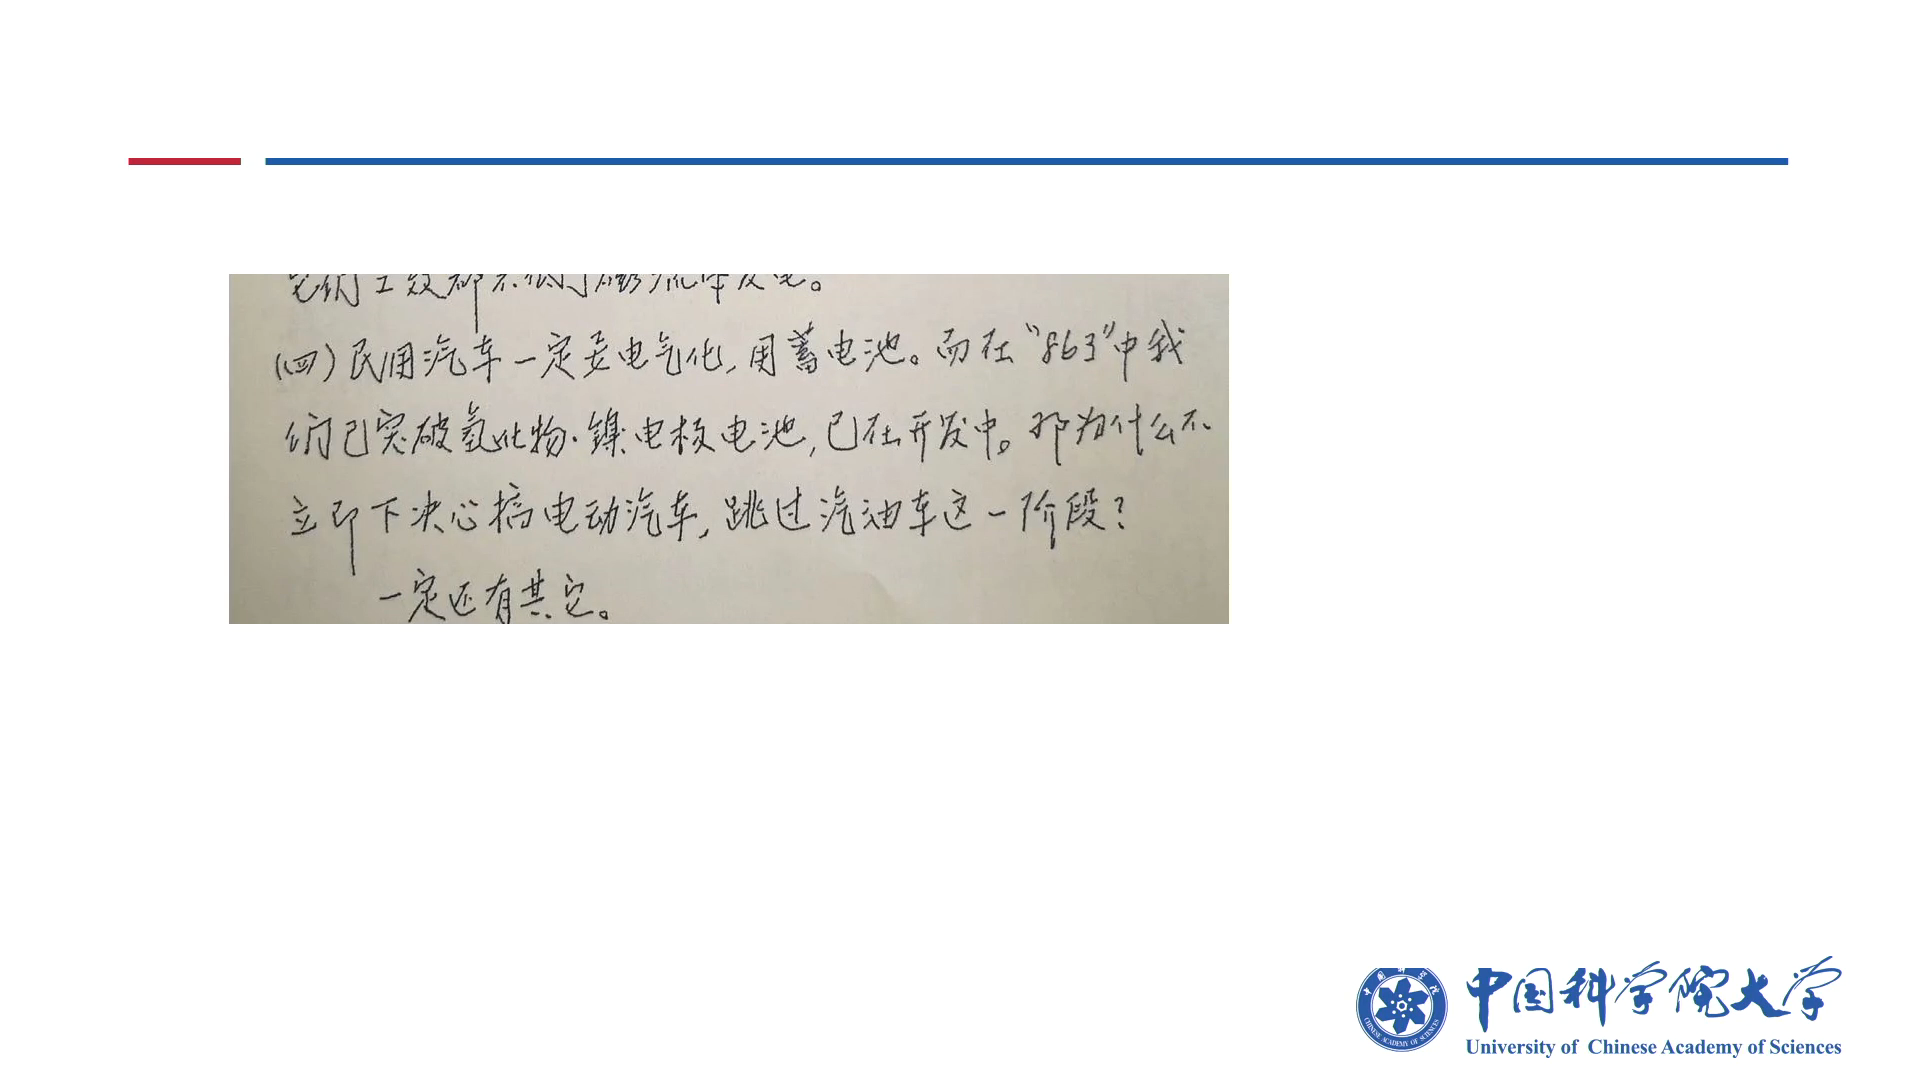 (四)民用汽车一定要电气化,用蓄电池。而在“863”中我
们已突破氢化物·镍电极电池,已在开发中。那为什么不
立即下决心搞电动汽车,跳过汽油车这一阶段?
一定还有其它。
中国科学院大学
University of Chinese Academy of Sciences
CHINESE ACADEMY OF SCIENCES